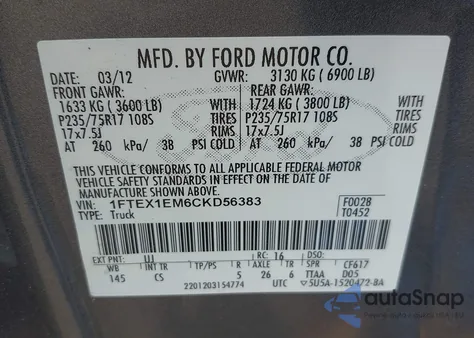 MFD. BY FORD MOTOR CO.
DATE: 03/12 GVWR: 3130 KG ( 6900 LB)
FRONT GAWR: REAR GAWR:
1633 KG ( 3600 LB) WITH 1724 KG ( 3800 LB) WITH
P235/75R17 108S TIRES P235/75R17 108S TIRES
17x7.5J RIMS 17x7.5J RIMS
AT 260 kPa/ 38 PSI COLD AT 260 kPa/ 38 PSI COLD
THIS VEHICLE CONFORMS TO ALL APPLICABLE FEDERAL MOTOR
VEHICLE SAFETY STANDARDS IN EFFECT ON THE DATE OF
MANUFACTURE SHOWN ABOVE.
VIN: 1FTEX1EM6CKD56383 F0028
TYPE: Truck T0452
EXT PNT: UJ RC: 16 DSO:
WB INT TR TP/PS R AXLE TR SPR CF617
145 CS 5 26 6 TTAA D05
2201203154774 UTC 5U5A-1520472-BA
Ford
autoSnap